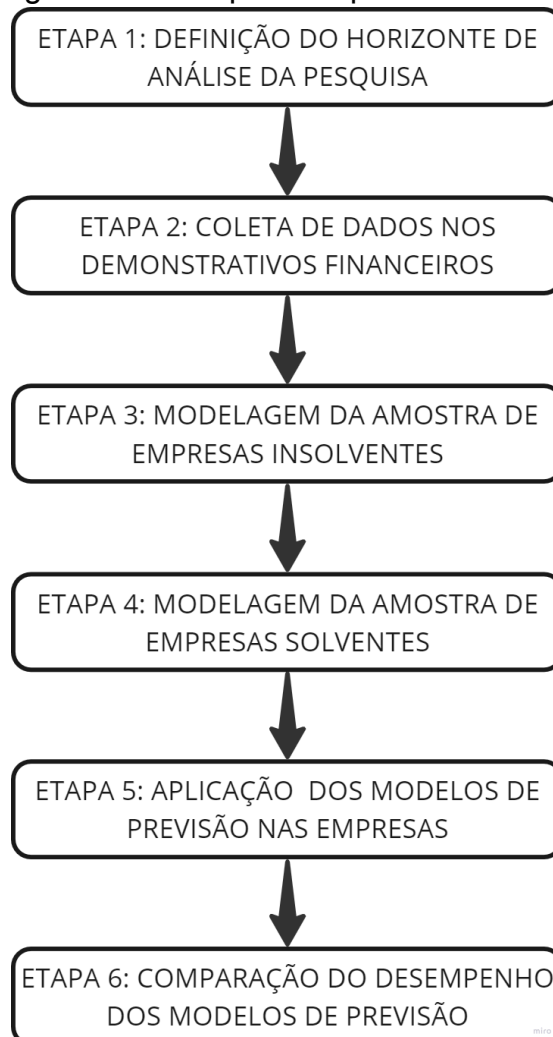 ETAPA 1: DEFINIÇÃO DO HORIZONTE DE
ANÁLISE DA PESQUISA
ETAPA 2: COLETA DE DADOS NOS
DEMONSTRATIVOS FINANCEIROS
ETAPA 3: MODELAGEM DA AMOSTRA DE
EMPRESAS INSOLVENTES
ETAPA 4: MODELAGEM DA AMOSTRA DE
EMPRESAS SOLVENTES
ETAPA 5: APLICAÇÃO DOS MODELOS DE
PREVISÃO NAS EMPRESAS
ETAPA 6: COMPARAÇÃO DO DESEMPENHO
DOS MODELOS DE PREVISÃO
miro